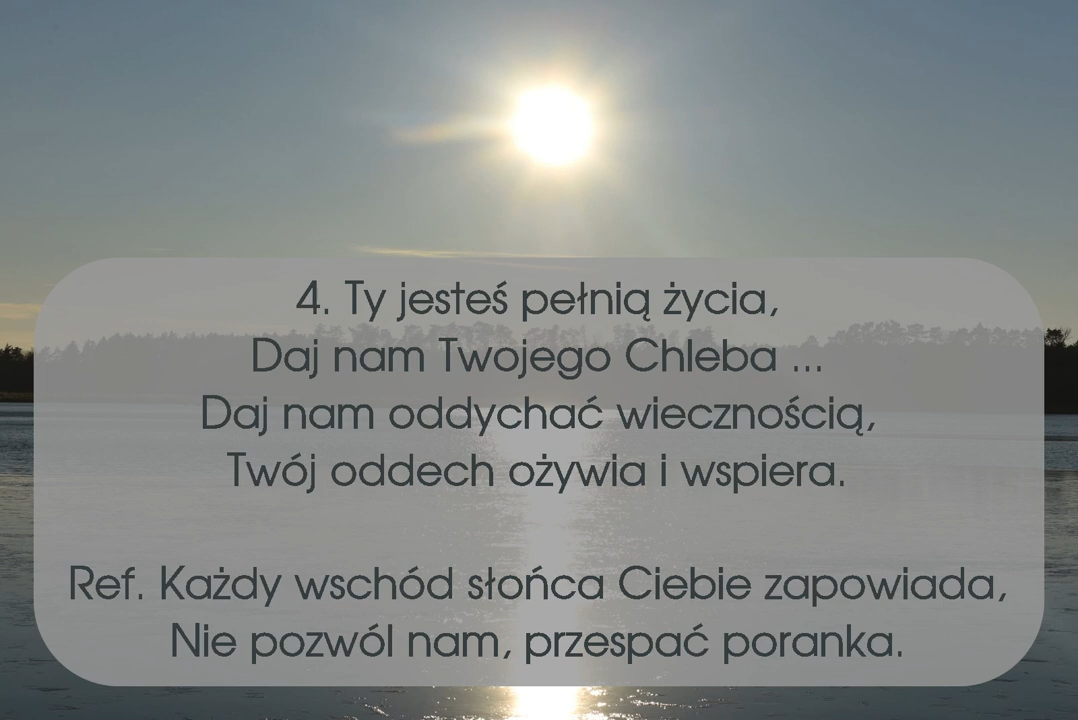 4. Ty jesteś pełnią życia,
Daj nam Twojego Chleba ...
Daj nam oddychać wiecznością,
Twój oddech ożywia i wspiera.
Ref. Każdy wschód słońca Ciebie zapowiada,
Nie pozwól nam, przespać poranka.